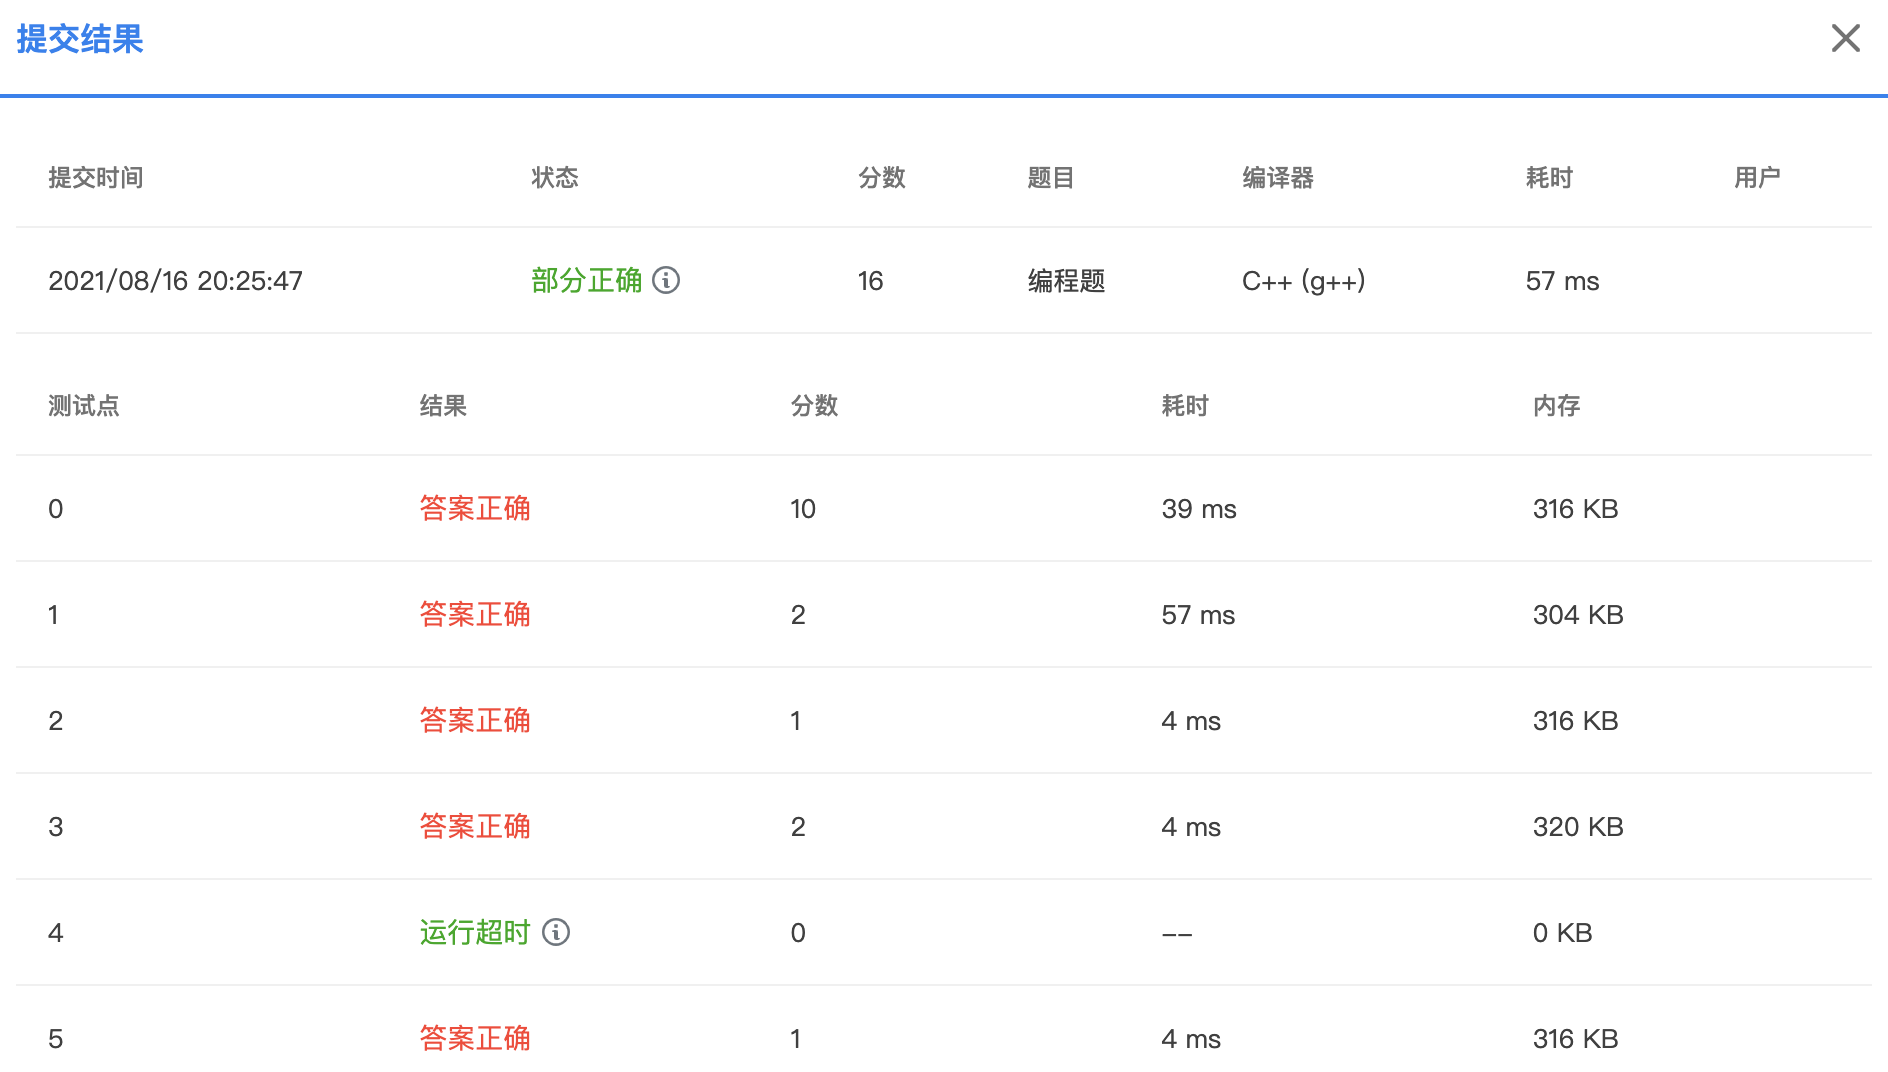 提交结果
提交时间 状态 分数 题目 编译器 耗时 用户
2021/08/16 20:25:47 部分正确 16 编程题 C++ (g++) 57 ms
测试点 结果 分数 耗时 内存
0 答案正确 10 39 ms 316 KB
1 答案正确 2 57 ms 304 KB
2 答案正确 1 4 ms 316 KB
3 答案正确 2 4 ms 320 KB
4 运行超时 0 -- 0 KB
5 答案正确 1 4 ms 316 KB